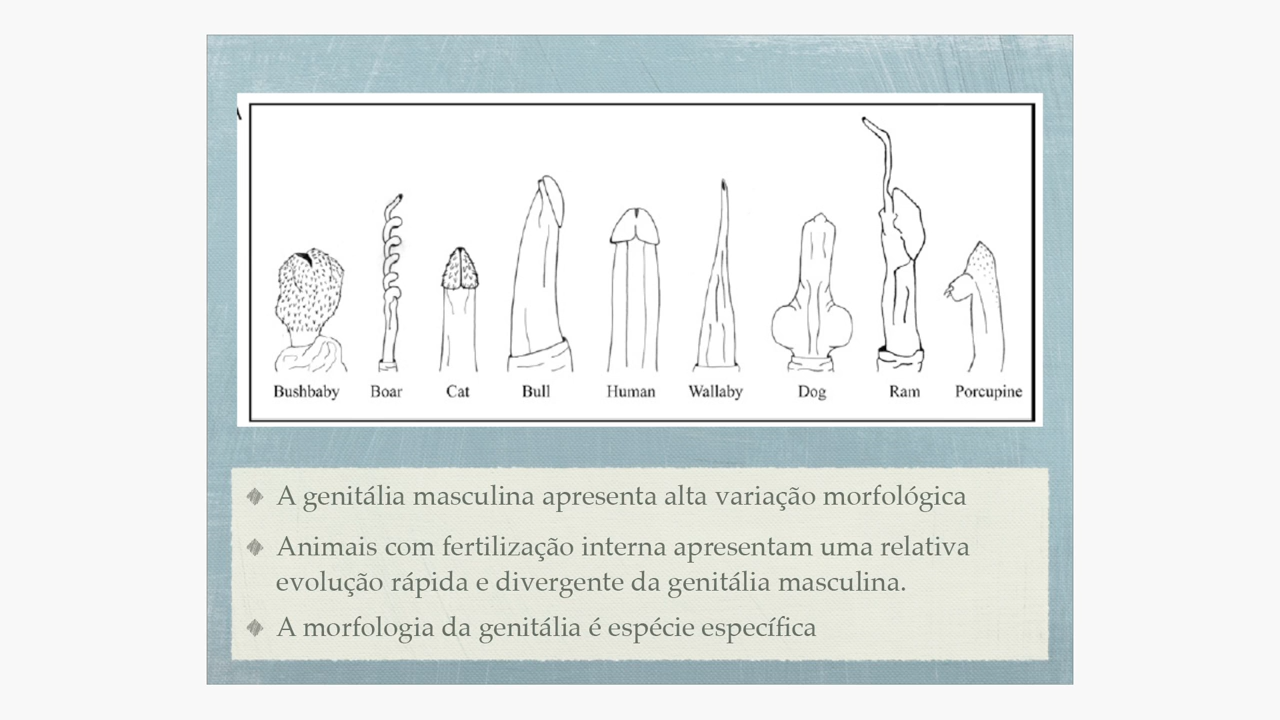 Bushbaby Boar Cat Bull Human Wallaby Dog Ram Porcupine
A genitália masculina apresenta alta variação morfológica
Animais com fertilização interna apresentam uma relativa
evolução rápida e divergente da genitália masculina.
A morfologia da genitália é espécie específica